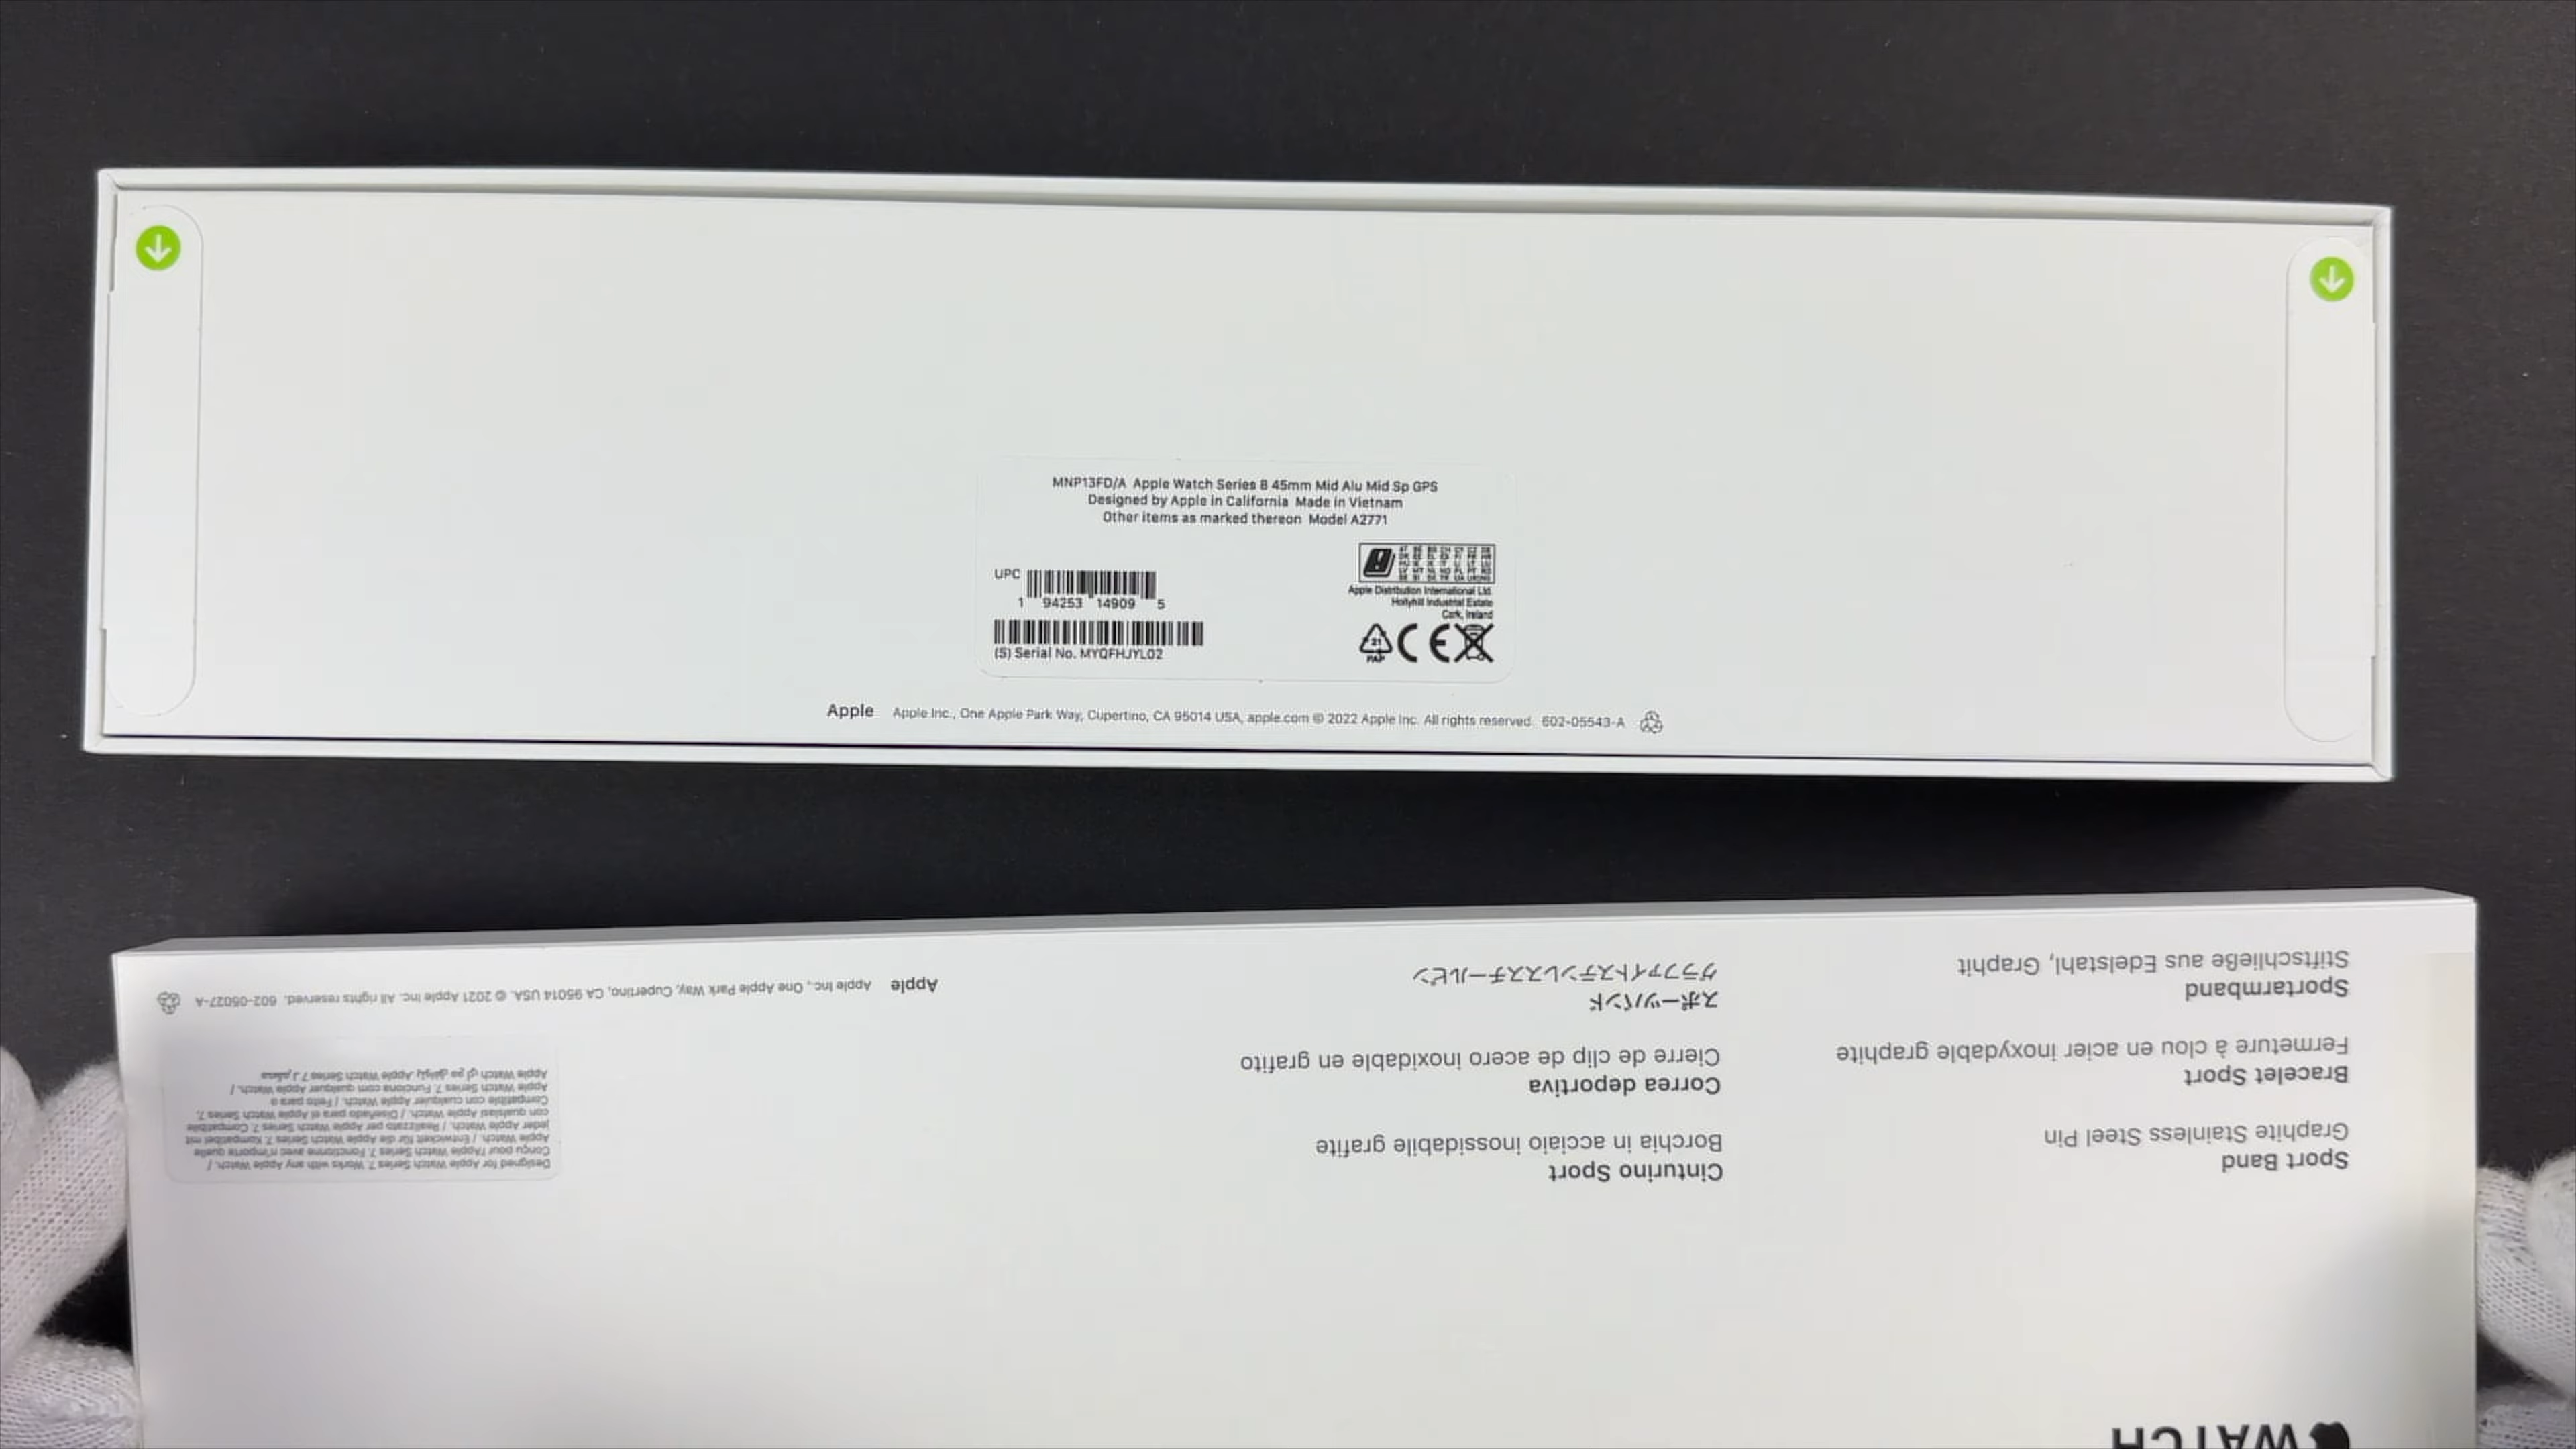 MNP13FD/A Apple Watch Series 8 45mm Mid Alu Mid Sp GPS
Designed by Apple in California Made in Vietnam
Other items as marked thereon Model A2771
UPC
1 94253 14909 5
(S) Serial No. MYQFHJYL02
Apple Distribution International Ltd.
Hollyhill Industrial Estate
Cork, Ireland
21
PAP
CE
Apple Apple Inc., One Apple Park Way, Cupertino, CA 95014 USA, apple.com © 2022 Apple Inc. All rights reserved. 602-05543-A
WATCH
Sport Band
Graphite Stainless Steel Pin
Bracelet Sport
Fermeture à clou en acier inoxydable graphite
Sportarmband
Stiftschließe aus Edelstahl, Graphit
Cinturino Sport
Borchia in acciaio inossidabile grafite
Correa deportiva
Cierre de clip de acero inoxidable en grafito
スポーツバンド
グラファイトステンレススチールピン
Designed for Apple Watch Series 7. Works with any Apple Watch. /
Conçu pour l'Apple Watch Series 7. Fonctionne avec n'importe quelle
Apple Watch. / Entwickelt für die Apple Watch Series 7. Kompatibel mit
jeder Apple Watch. / Realizzato per Apple Watch Series 7. Compatibile
con qualsiasi Apple Watch. / Diseñado para el Apple Watch Series 7.
Compatible con cualquier Apple Watch. / Feito para o
Apple Watch Series 7. Funciona com qualquer Apple Watch. /
Apple Apple Inc., One Apple Park Way, Cupertino, CA 95014 USA. © 2021 Apple Inc. All rights reserved. 602-05027-A